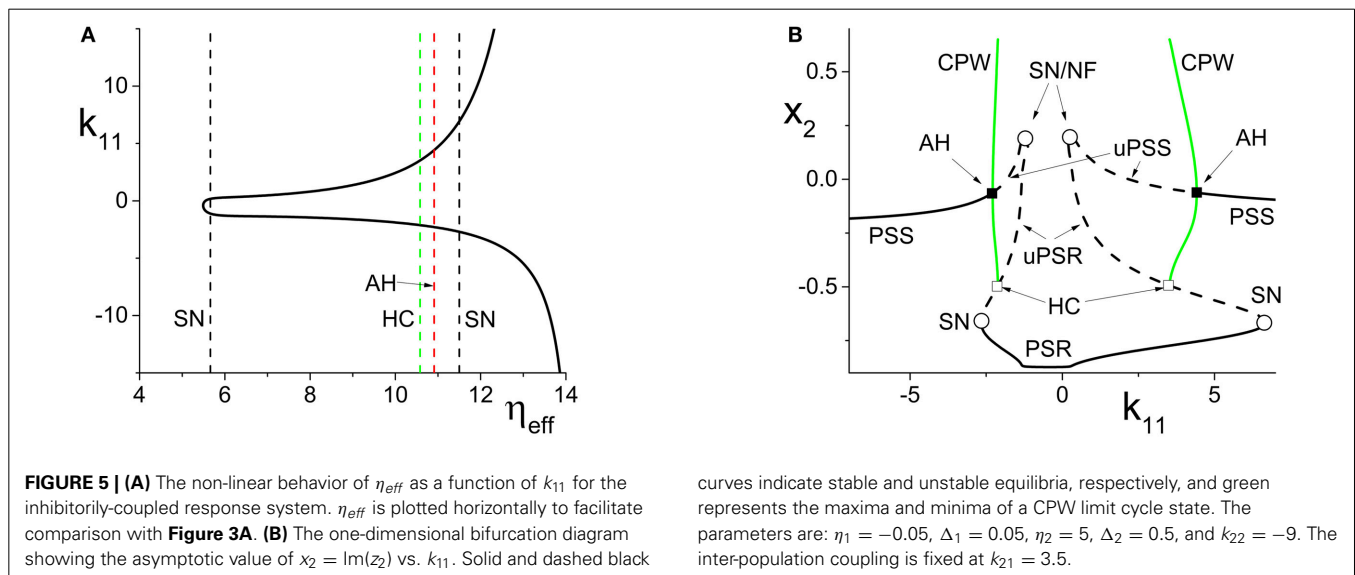 A
10
k11
0
-10
SN
AH
HC
SN
4
6
8
10
12
14
ηeff
B
0.5
X2
0.0
-0.5
CPW
SN/NF
CPW
AH
uPSS
AH
PSS
PSS
uPSR
HC
SN
SN
PSR
-5
0
5
k11
FIGURE 5 | (A) The non-linear behavior of ηeff as a function of k11 for the
inhibitorily-coupled response system. ηeff is plotted horizontally to facilitate
comparison with Figure 3A. (B) The one-dimensional bifurcation diagram
showing the asymptotic value of x2 = Im(z2) vs. k11. Solid and dashed black
curves indicate stable and unstable equilibria, respectively, and green
represents the maxima and minima of a CPW limit cycle state. The
parameters are: η1 = −0.05, Δ1 = 0.05, η2 = 5, Δ2 = 0.5, and k22 = −9. The
inter-population coupling is fixed at k21 = 3.5.